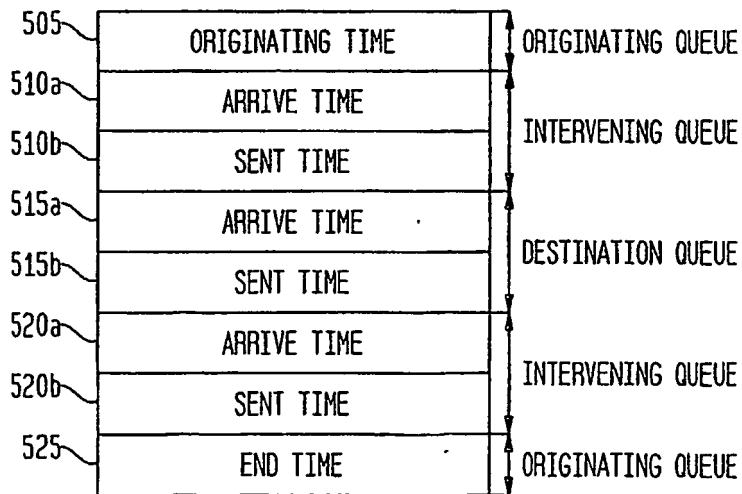 505 ORIGINATING TIME ORIGINATING QUEUE
510a ARRIVE TIME
INTERVENING QUEUE
510b SENT TIME
515a ARRIVE TIME
DESTINATION QUEUE
515b SENT TIME
520a ARRIVE TIME
INTERVENING QUEUE
520b SENT TIME
525 END TIME ORIGINATING QUEUE